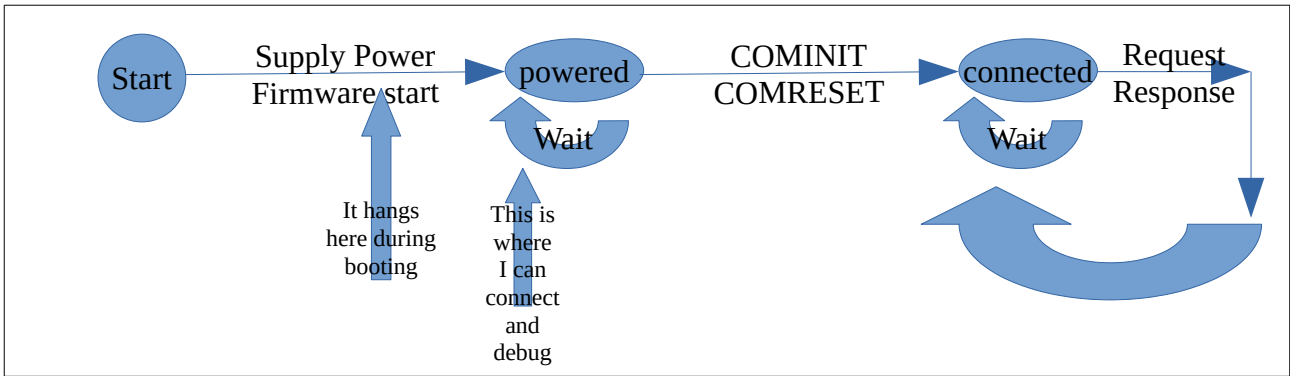 Start
Supply Power
Firmware start
powered
Wait
COMINIT
COMRESET
connected
Wait
Request
Response
It hangs
here during
booting
This is
where
I can
connect
and
debug